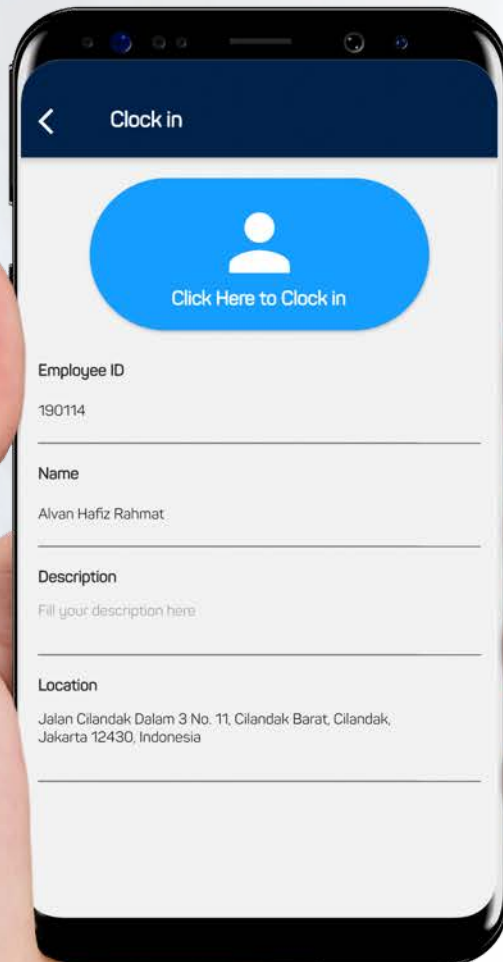 Clock in
Click Here to Clock in
Employee ID
190114
Name
Alvan Hafiz Rahmat
Description
Fill your description here
Location
Jalan Cilandak Dalam 3 No. 11, Cilandak Barat, Cilandak,
Jakarta 12430, Indonesia